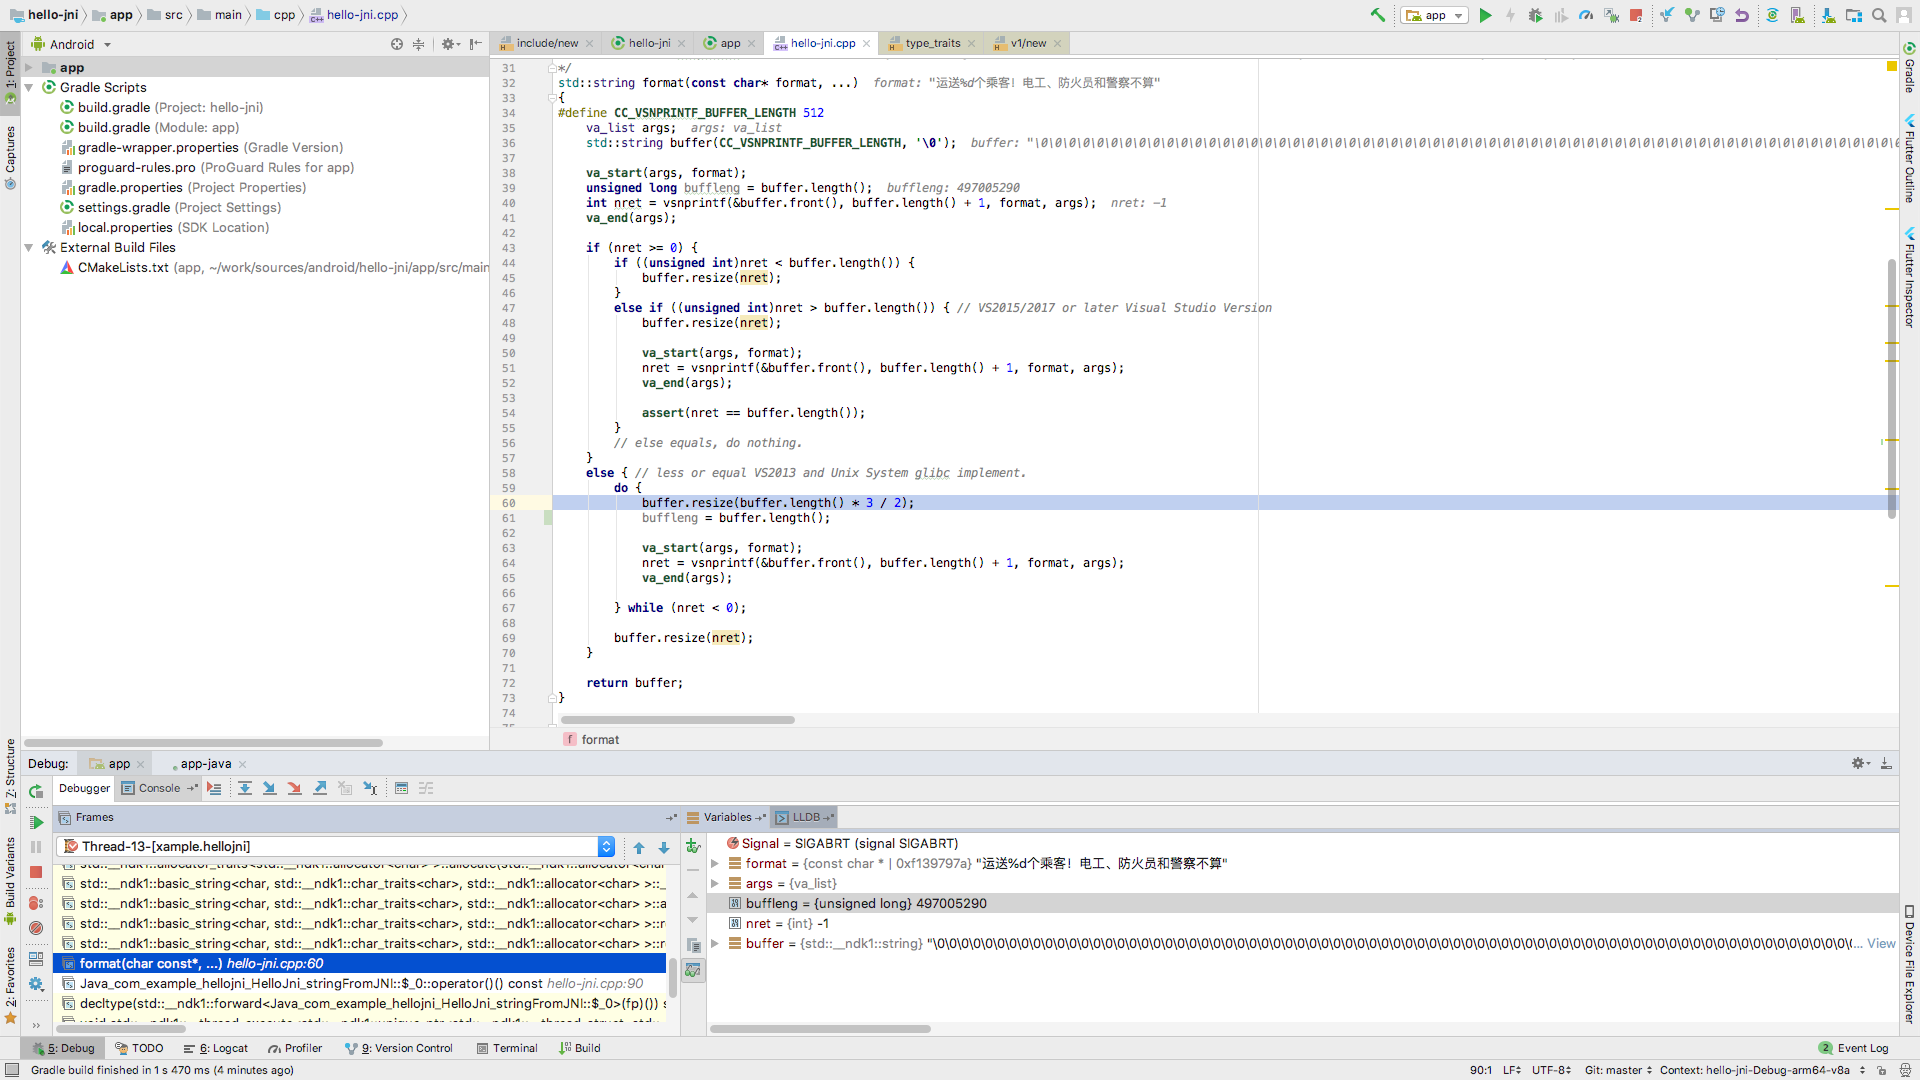 hello-jni app src main cpp hello-jni.cpp app
1: Project
Captures
Z: Structure
Build Variants
2: Favorites
Android
app
Gradle Scripts
build.gradle (Project: hello-jni)
build.gradle (Module: app)
gradle-wrapper.properties (Gradle Version)
proguard-rules.pro (ProGuard Rules for app)
gradle.properties (Project Properties)
settings.gradle (Project Settings)
local.properties (SDK Location)
External Build Files
CMakeLists.txt (app, ~/work/sources/android/hello-jni/app/src/main
include/new hello-jni app hello-jni.cpp type_traits v1/new
31 */
32 std::string format(const char* format, ...) format: "运送%d个乘客! 电工、防火员和警察不算"
33 {
34 #define CC_VSNPRINTF_BUFFER_LENGTH 512
35 va_list args; args: va_list
36 std::string buffer(CC_VSNPRINTF_BUFFER_LENGTH, '\0'); buffer: "\0\0\0\0\0\0\0\0\0\0\0\0\0\0\0\0\0\0\0\0\0\0\0\0\0\0\0\0\0\0\0\0\0\0\0\0\0\0\0\0\0\0\0\0\0\0\0\0\0\0\0\0\0\0\0\0\0\0\0\0\0\0
37
38 va_start(args, format);
39 unsigned long buffleng = buffer.length(); buffleng: 497005290
40 int nret = vsnprintf(&buffer.front(), buffer.length() + 1, format, args); nret: -1
41 va_end(args);
42
43 if (nret >= 0) {
44 if ((unsigned int)nret < buffer.length()) {
45 buffer.resize(nret);
46 }
47 else if ((unsigned int)nret > buffer.length()) { // VS2015/2017 or later Visual Studio Version
48 buffer.resize(nret);
49
50 va_start(args, format);
51 nret = vsnprintf(&buffer.front(), buffer.length() + 1, format, args);
52 va_end(args);
53
54 assert(nret == buffer.length());
55 }
56 // else equals, do nothing.
57 }
58 else { // less or equal VS2013 and Unix System glibc implement.
59 do {
60 buffer.resize(buffer.length() * 3 / 2);
61 buffleng = buffer.length();
62
63 va_start(args, format);
64 nret = vsnprintf(&buffer.front(), buffer.length() + 1, format, args);
65 va_end(args);
66
67 } while (nret < 0);
68
69 buffer.resize(nret);
70 }
71
72 return buffer;
73 }
74
f format
Gradle
Flutter Outline
Flutter Inspector
Device File Explorer
Debug: app app-java
Debugger Console
Frames
Thread-13-[xample.hellojni]
std::__ndk1::basic_string<char, std::__ndk1::char_traits<char>, std::__ndk1::allocator<char> >::_
std::__ndk1::basic_string<char, std::__ndk1::char_traits<char>, std::__ndk1::allocator<char> >::a
std::__ndk1::basic_string<char, std::__ndk1::char_traits<char>, std::__ndk1::allocator<char> >::r
std::__ndk1::basic_string<char, std::__ndk1::char_traits<char>, std::__ndk1::allocator<char> >::r
format(char const*, ...) hello-jni.cpp:60
Java_com_example_hellojni_HelloJni_stringFromJNI::$_0::operator()() const hello-jni.cpp:90
decltype(std::__ndk1::forward<Java_com_example_hellojni_HelloJni_stringFromJNI::$_0>(fp)()) s
Variables LLDB
Signal = SIGABRT (signal SIGABRT)
format = {const char * | 0xf139797a} "运送%d个乘客! 电工、防火员和警察不算"
args = {va_list}
buffleng = {unsigned long} 497005290
nret = {int} -1
buffer = {std::__ndk1::string} "\0\0\0\0\0\0\0\0\0\0\0\0\0\0\0\0\0\0\0\0\0\0\0\0\0\0\0\0\0\0\0\0\0\0\0\0\0\0\0\0\0\0\0\0\0\0\0\0\0\0\0\0\0\0\0\0\0\0\0\0\0\0\0\0\0\0\0\0\0\0\0\0\0\0\0\0\0\(... View
5: Debug TODO 6: Logcat Profiler 9: Version Control Terminal Build 2 Event Log
Gradle build finished in 1 s 470 ms (4 minutes ago) 90:1 LF UTF-8 Git: master Context: hello-jni-Debug-arm64-v8a